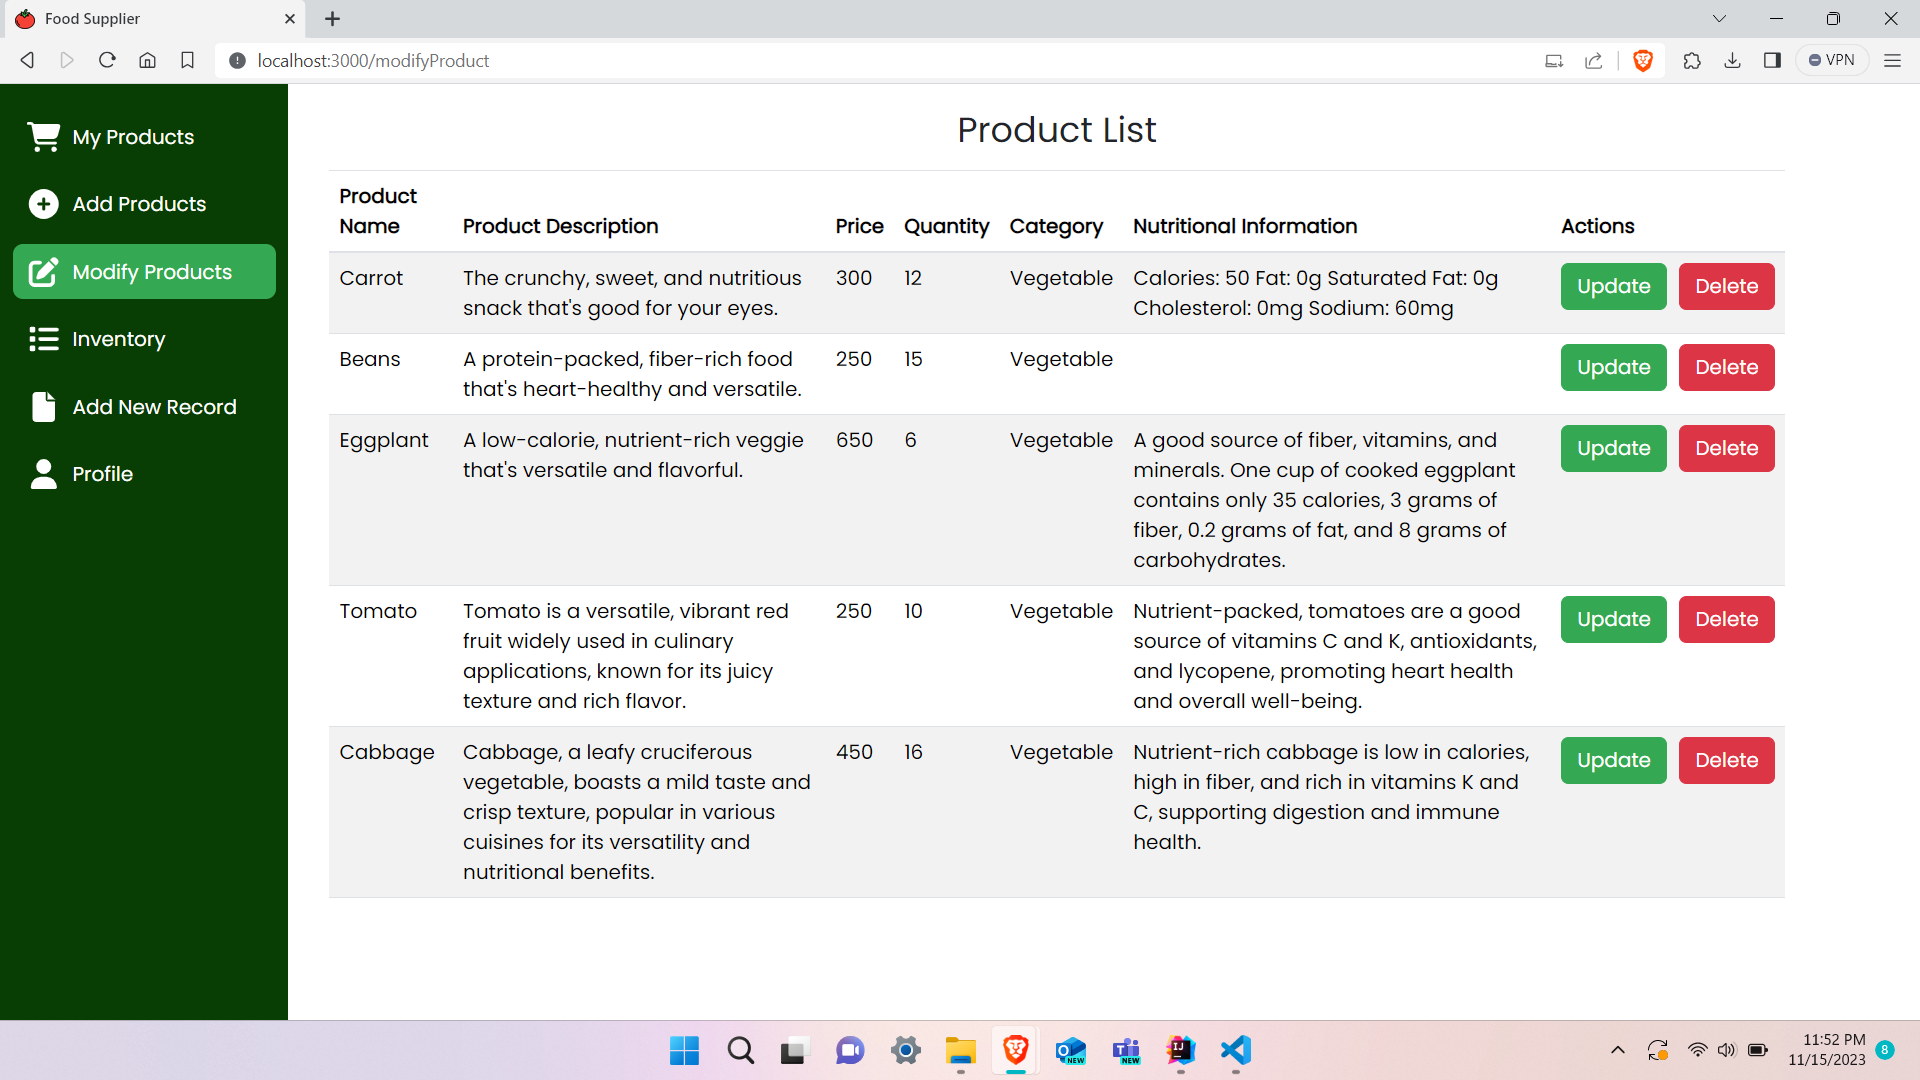 Food Supplier
localhost:3000/modifyProduct
VPN
My Products
Add Products
Modify Products
Inventory
Add New Record
Profile
Product List
Product
Name Product Description Price Quantity Category Nutritional Information Actions
Carrot The crunchy, sweet, and nutritious 300 12 Vegetable Calories: 50 Fat: 0g Saturated Fat: 0g Update Delete
snack that's good for your eyes. Cholesterol: 0mg Sodium: 60mg
Beans A protein-packed, fiber-rich food 250 15 Vegetable Update Delete
that's heart-healthy and versatile.
Eggplant A low-calorie, nutrient-rich veggie 650 6 Vegetable A good source of fiber, vitamins, and Update Delete
that's versatile and flavorful. minerals. One cup of cooked eggplant
contains only 35 calories, 3 grams of
fiber, 0.2 grams of fat, and 8 grams of
carbohydrates.
Tomato Tomato is a versatile, vibrant red 250 10 Vegetable Nutrient-packed, tomatoes are a good Update Delete
fruit widely used in culinary source of vitamins C and K, antioxidants,
applications, known for its juicy and lycopene, promoting heart health
texture and rich flavor. and overall well-being.
Cabbage Cabbage, a leafy cruciferous 450 16 Vegetable Nutrient-rich cabbage is low in calories, Update Delete
vegetable, boasts a mild taste and high in fiber, and rich in vitamins K and
crisp texture, popular in various C, supporting digestion and immune
cuisines for its versatility and health.
nutritional benefits.
NEW
NEW
IJ
11:52 PM
11/15/2023
8